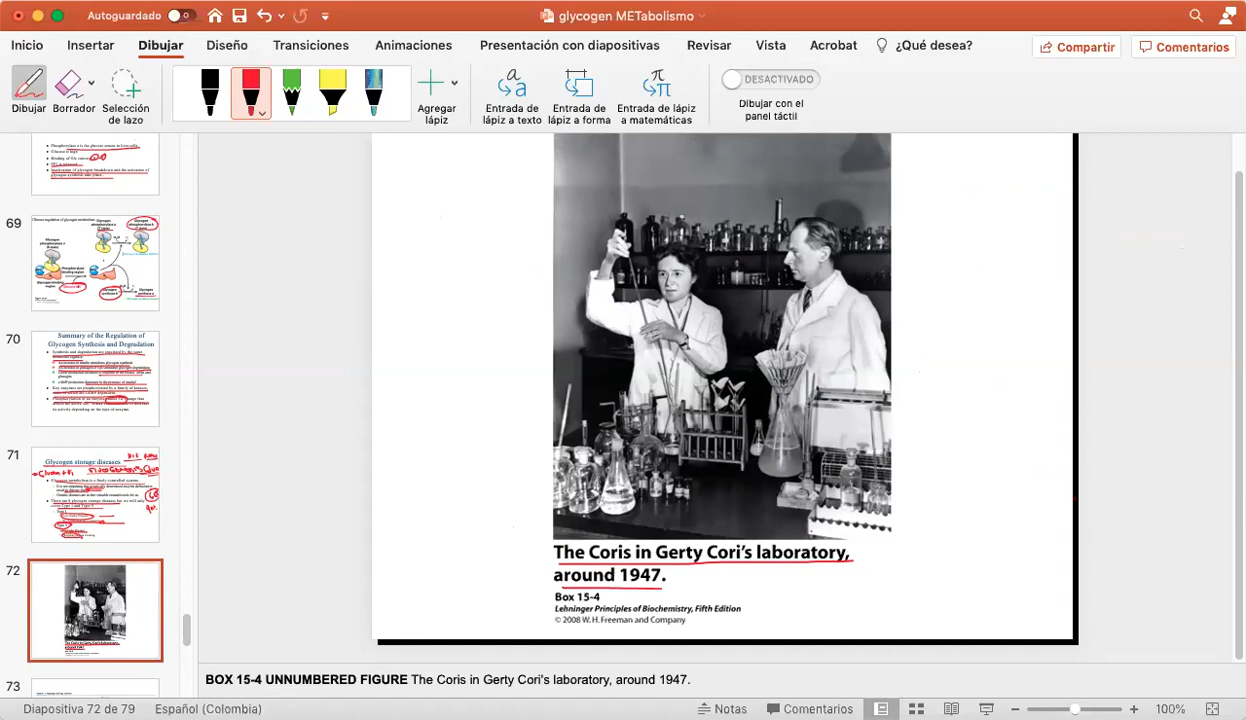 Autoguardado
glycogen METabolismo
Inicio Insertar Dibujar Diseño Transiciones Animaciones Presentación con diapositivas Revisar Vista Acrobat ¿Qué desea? Compartir Comentarios
Dibujar Borrador Selección de lazo
Agregar lápiz
Entrada de lápiz a texto
Entrada de lápiz a forma
Entrada de lápiz a matemáticas
DESACTIVADO
Dibujar con el panel táctil
69
70
Summary of the Regulation of
Glycogen Synthesis and Degradation
71
Glycogen storage diseases
72
73
The Coris in Gerty Cori's laboratory,
around 1947.
Box 15-4
Lehninger Principles of Biochemistry, Fifth Edition
© 2008 W. H. Freeman and Company
BOX 15-4 UNNUMBERED FIGURE The Coris in Gerty Cori's laboratory, around 1947.
Diapositiva 72 de 79 Español (Colombia) Notas Comentarios 100%